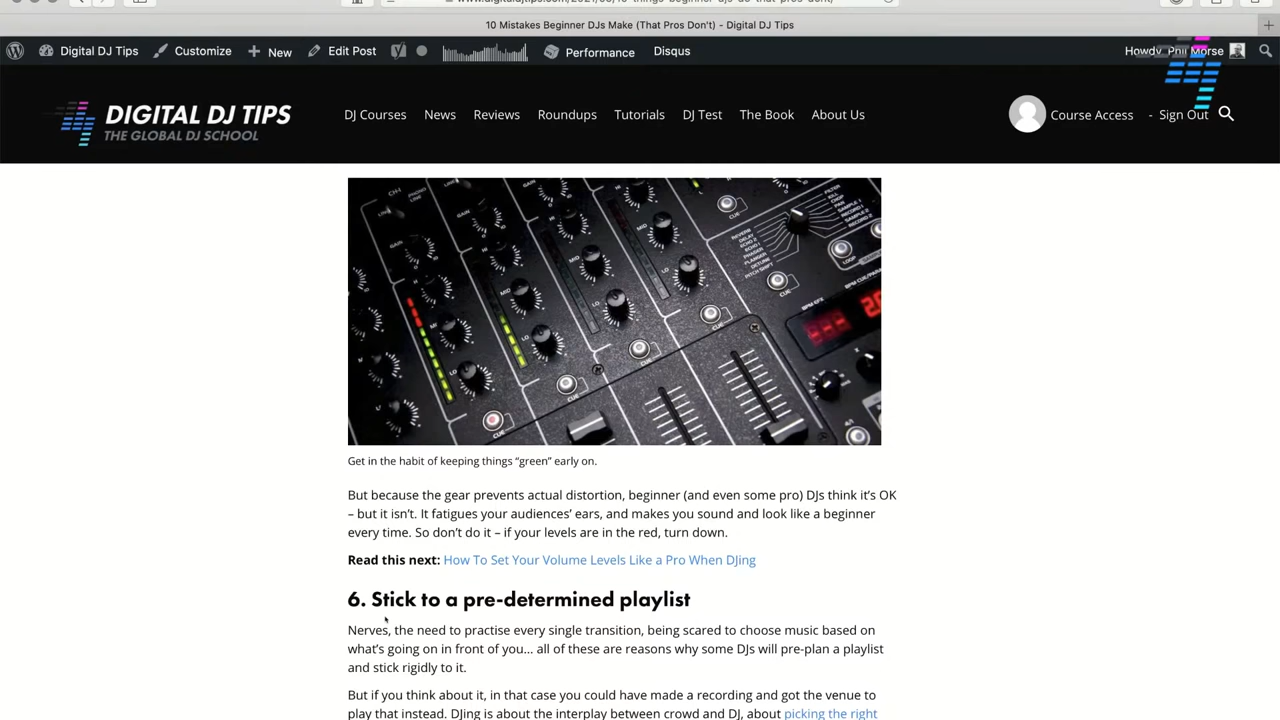 10 Mistakes Beginner DJs Make (That Pros Don't) - Digital DJ Tips
Digital DJ Tips Customize New Edit Post Performance Disqus Howdy, Phil Morse
DIGITAL DJ TIPS
THE GLOBAL DJ SCHOOL
DJ Courses News Reviews Roundups Tutorials DJ Test The Book About Us Course Access - Sign Out
Get in the habit of keeping things “green” early on.
But because the gear prevents actual distortion, beginner (and even some pro) DJs think it’s OK
– but it isn’t. It fatigues your audiences’ ears, and makes you sound and look like a beginner
every time. So don’t do it – if your levels are in the red, turn down.
Read this next: How To Set Your Volume Levels Like a Pro When DJing
6. Stick to a pre-determined playlist
Nerves, the need to practise every single transition, being scared to choose music based on
what’s going on in front of you… all of these are reasons why some DJs will pre-plan a playlist
and stick rigidly to it.
But if you think about it, in that case you could have made a recording and got the venue to
play that instead. DJing is about the interplay between crowd and DJ, about picking the right